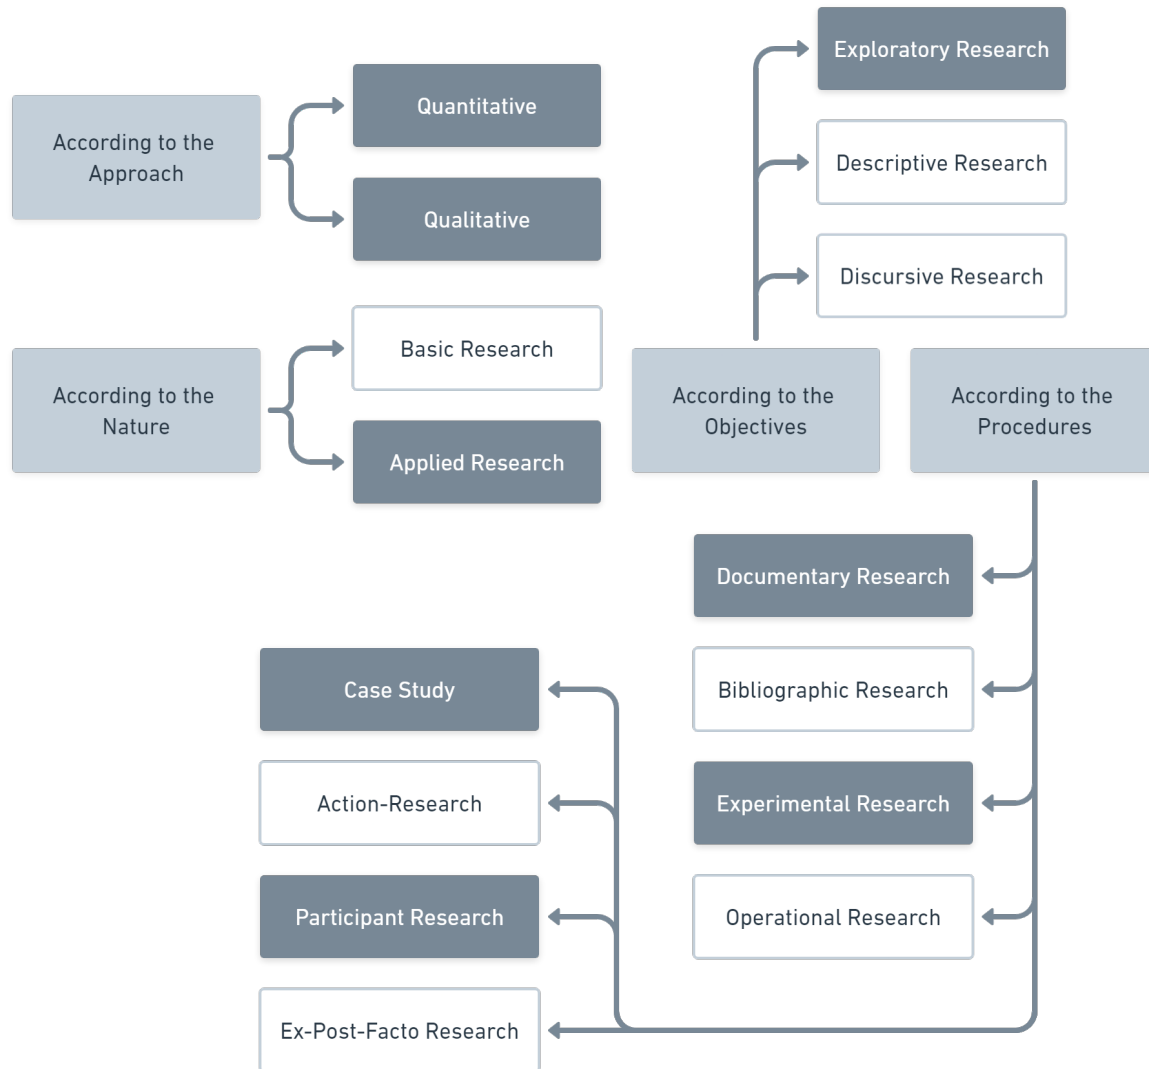 According to the
Approach
Quantitative
Qualitative
According to the
Nature
Basic Research
Applied Research
Exploratory Research
Descriptive Research
Discursive Research
According to the
Objectives
According to the
Procedures
Documentary Research
Bibliographic Research
Experimental Research
Operational Research
Case Study
Action-Research
Participant Research
Ex-Post-Facto Research